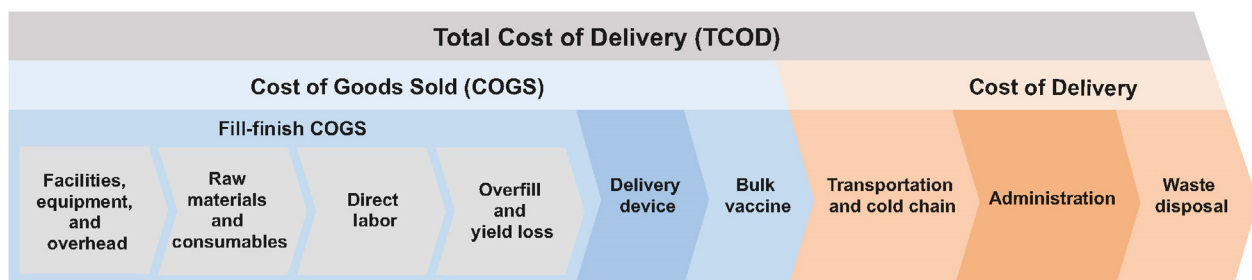 Total Cost of Delivery (TCOD)
Cost of Goods Sold (COGS)
Cost of Delivery
Fill-finish COGS
Facilities,
equipment,
and
overhead
Raw
materials
and
consumables
Direct
labor
Overfill
and
yield loss
Delivery
device
Bulk
vaccine
Transportation
and cold chain
Administration
Waste
disposal